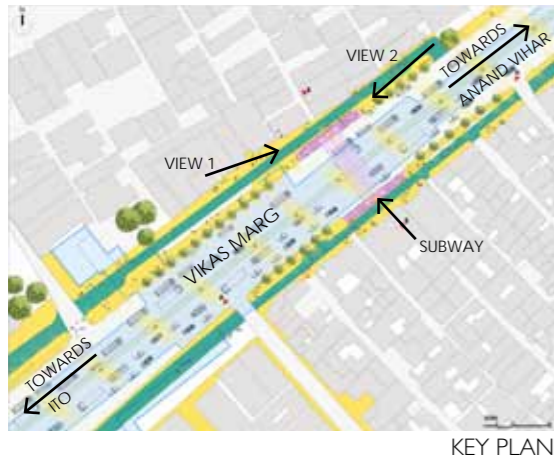 VIEW 2
TOWARDS
ANAND VIHAR
VIEW 1
VIKAS MARG
SUBWAY
TOWARDS
ITO
KEY PLAN